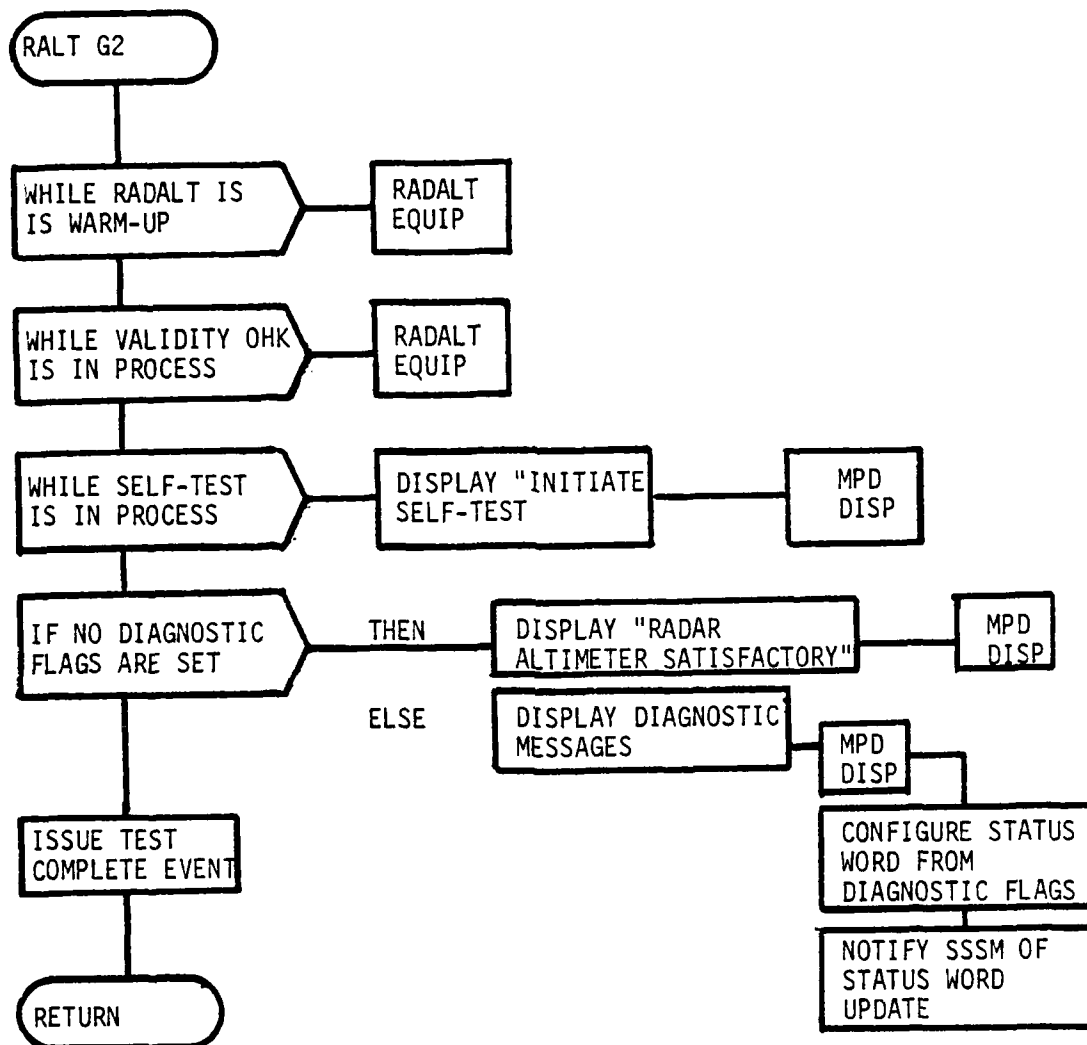 RALT G2
WHILE RADALT IS
IS WARM-UP
RADALT
EQUIP
WHILE VALIDITY OHK
IS IN PROCESS
RADALT
EQUIP
WHILE SELF-TEST
IS IN PROCESS
DISPLAY "INITIATE
SELF-TEST
MPD
DISP
IF NO DIAGNOSTIC
FLAGS ARE SET
THEN
DISPLAY "RADAR
ALTIMETER SATISFACTORY"
MPD
DISP
ELSE
DISPLAY DIAGNOSTIC
MESSAGES
MPD
DISP
CONFIGURE STATUS
WORD FROM
DIAGNOSTIC FLAGS
NOTIFY SSSM OF
STATUS WORD
UPDATE
ISSUE TEST
COMPLETE EVENT
RETURN